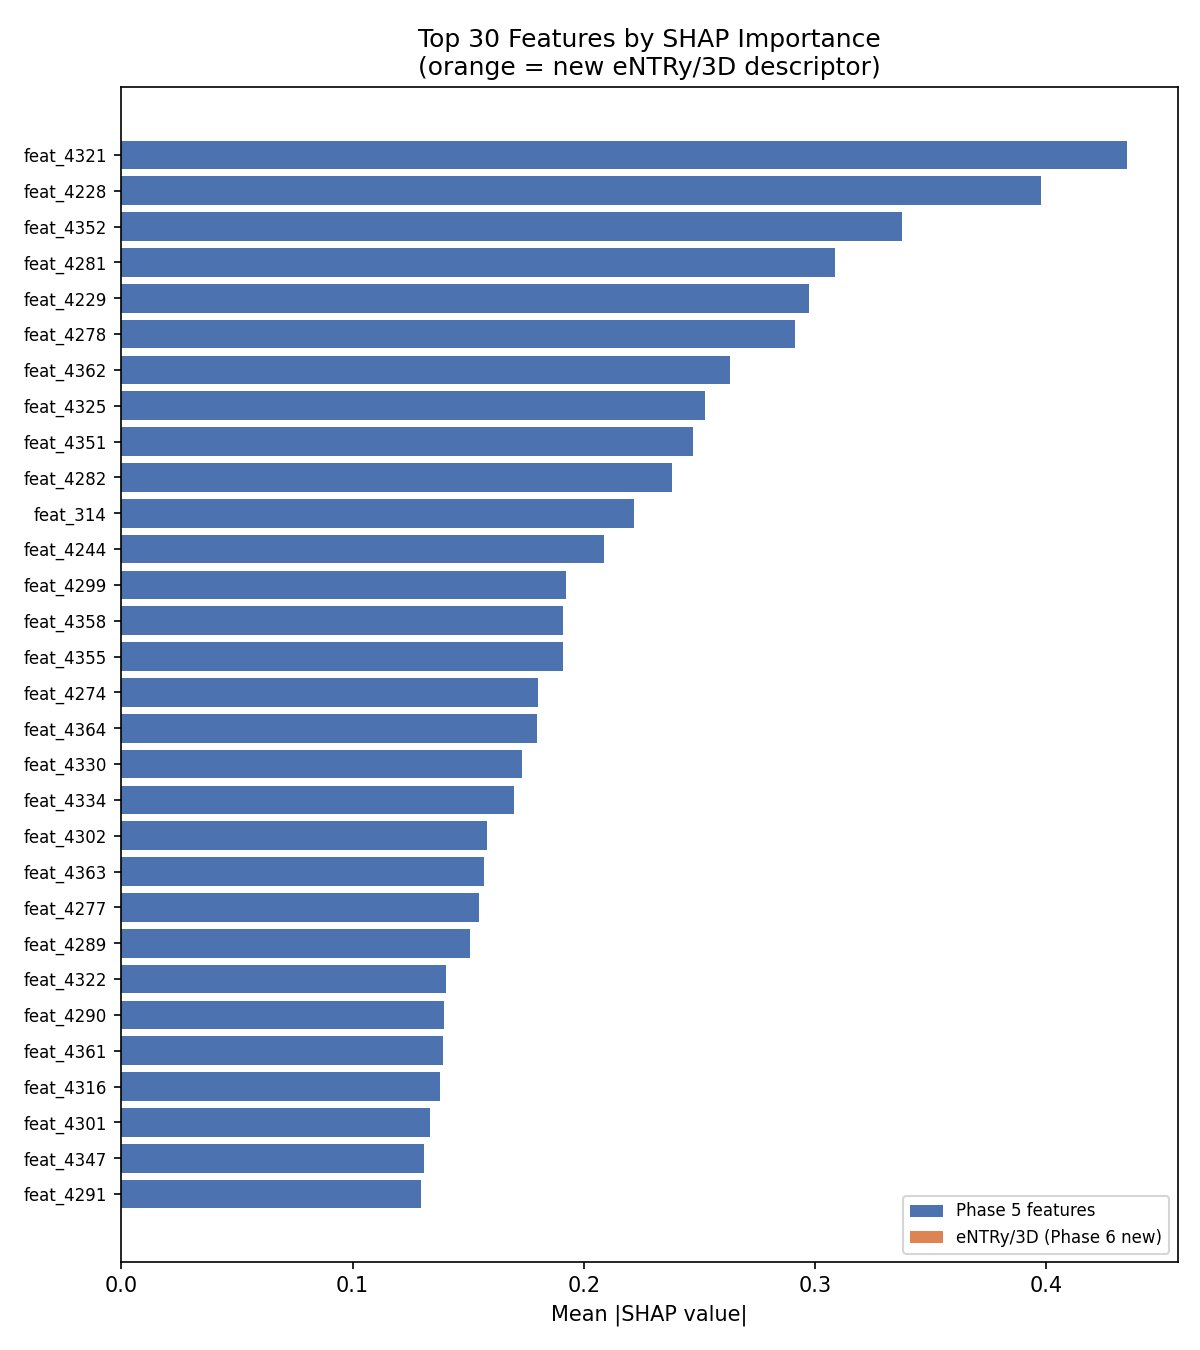 Top 30 Features by SHAP Importance
(orange = new eNTRy/3D descriptor)
feat_4321
feat_4228
feat_4352
feat_4281
feat_4229
feat_4278
feat_4362
feat_4325
feat_4351
feat_4282
feat_314
feat_4244
feat_4299
feat_4358
feat_4355
feat_4274
feat_4364
feat_4330
feat_4334
feat_4302
feat_4363
feat_4277
feat_4289
feat_4322
feat_4290
feat_4361
feat_4316
feat_4301
feat_4347
feat_4291
Phase 5 features
eNTRy/3D (Phase 6 new)
0.0 0.1 0.2 0.3 0.4
Mean |SHAP value|